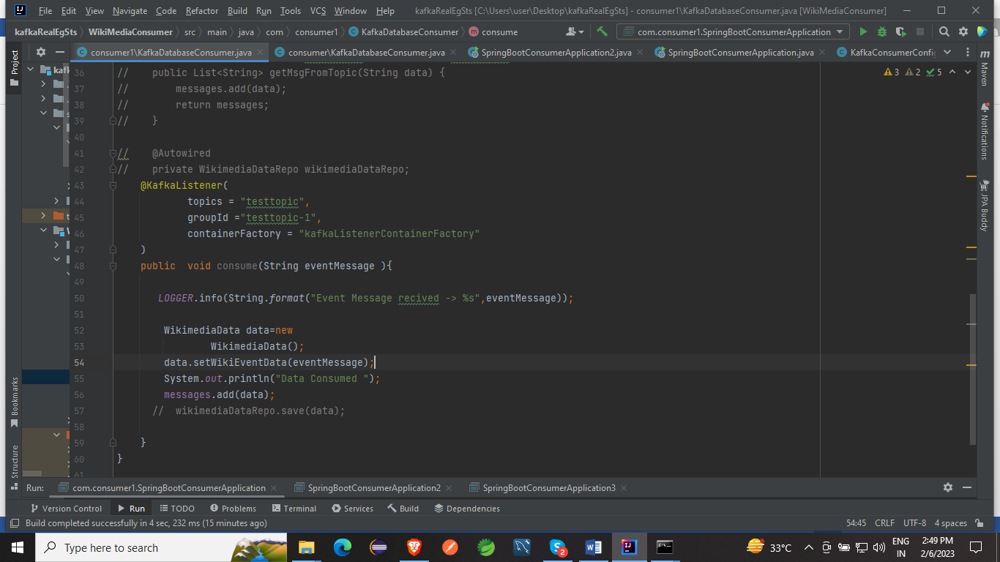 File Edit View Navigate Code Refactor Build Run Tools VCS Window Help kafkaRealEgSts [C:\Users\user\Desktop\kafkaRealEgSts] - consumer1\KafkaDatabaseConsumer.java [WikiMediaConsumer]
kafkaRealEgSts WikiMediaConsumer src main java com consumer1 KafkaDatabaseConsumer consume com.consumer1.SpringBootConsumerApplication
consumer1\KafkaDatabaseConsumer.java consumer\KafkaDatabaseConsumer.java SpringBootConsumerApplication2.java SpringBootConsumerApplication.java KafkaConsumerConfi
Project
Bookmarks
Structure
kaf
36 // public List<String> getMsgFromTopic(String data) {
37 // messages.add(data);
38 // return messages;
39 // }
40
41 // @Autowired
42 // private WikimediaDataRepo wikimediaDataRepo;
43 @KafkaListener(
44 topics = "testtopic",
45 groupId ="testtopic-1",
46 containerFactory = "kafkaListenerContainerFactory"
47 )
48 public void consume(String eventMessage ){
49
50 LOGGER.info(String.format("Event Message recived -> %s",eventMessage));
51
52 WikimediaData data=new
53 WikimediaData();
54 data.setWikiEventData(eventMessage);
55 System.out.println("Data Consumed ");
56 messages.add(data);
57 // wikimediaDataRepo.save(data);
58
59 }
60 }
61
3 2 5
Maven
Notifications
JPA Buddy
Run: com.consumer1.SpringBootConsumerApplication SpringBootConsumerApplication2 SpringBootConsumerApplication3
Version Control Run TODO Problems Terminal Services Build Dependencies
Build completed successfully in 4 sec, 232 ms (15 minutes ago) 54:45 CRLF UTF-8 4 spaces
Type here to search 2 33°C ENG IN 2:49 PM 2/6/2023